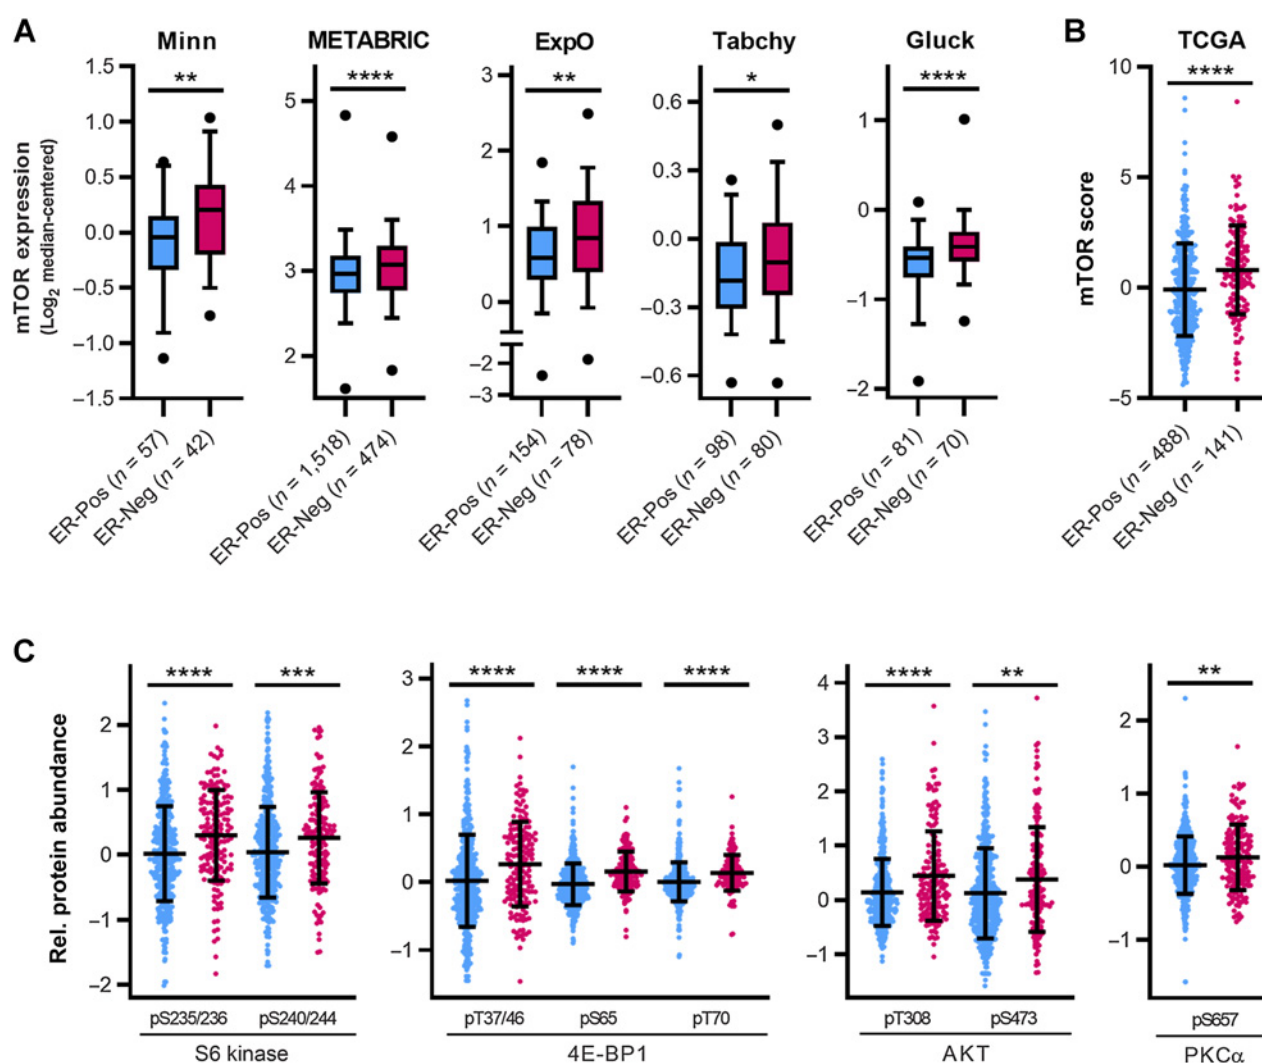 A
Minn
METABRIC
ExpO
Tabchy
Gluck
mTOR expression
(Log2 median-centered)
1.5
1.0
0.5
0.0
–0.5
–1.0
–1.5
**
ER-Pos (n = 57)
ER-Neg (n = 42)
5
4
3
2
****
ER-Pos (n = 1,518)
ER-Neg (n = 474)
3
2
1
0
–2
–3
**
ER-Pos (n = 154)
ER-Neg (n = 78)
0.6
0.3
0.0
–0.3
–0.6
*
ER-Pos (n = 98)
ER-Neg (n = 80)
1
0
–1
–2
****
ER-Pos (n = 81)
ER-Neg (n = 70)
B
TCGA
mTOR score
10
5
0
–5
****
ER-Pos (n = 488)
ER-Neg (n = 141)
C
Rel. protein abundance
2
1
0
–1
–2
**** ***
pS235/236 pS240/244
S6 kinase
3
2
1
0
–1
**** **** ****
pT37/46 pS65 pT70
4E-BP1
4
3
2
1
0
–1
**** **
pT308 pS473
AKT
2
1
0
–1
**
pS657
PKCα